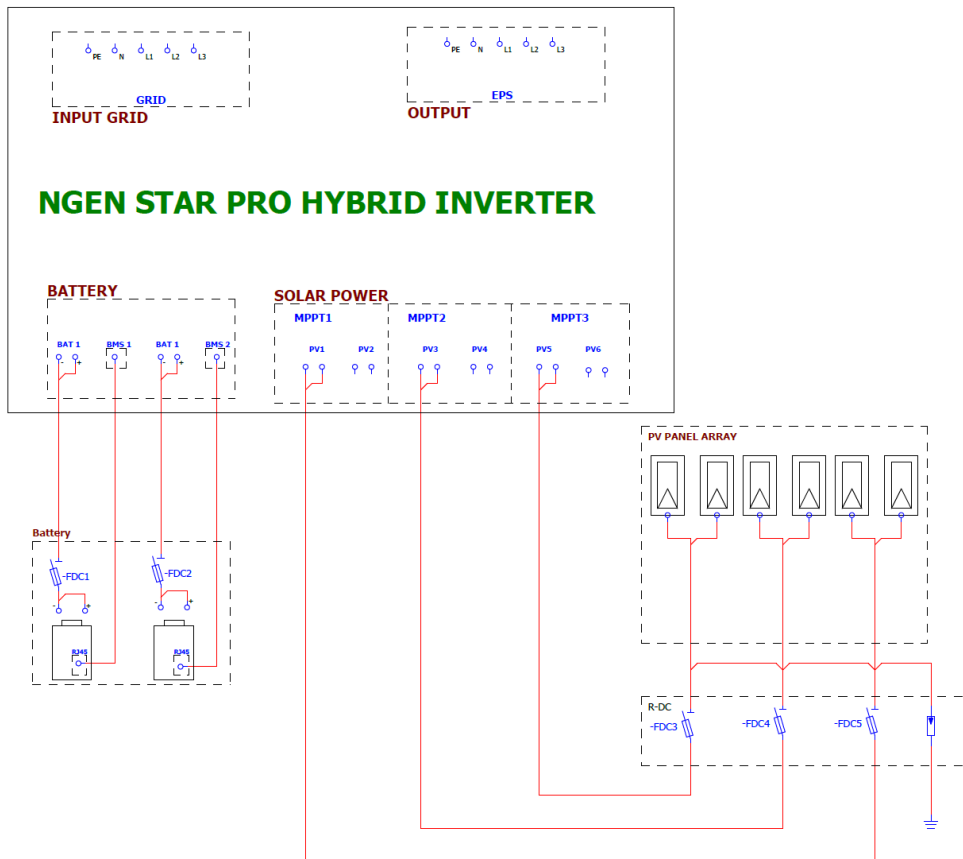 PE N L1 L2 L3
GRID
INPUT GRID
PE N L1 L2 L3
EPS
OUTPUT
NGEN STAR PRO HYBRID INVERTER
BATTERY
BAT 1 BMS 1 BAT 1 BMS 2
- + - +
SOLAR POWER
MPPT1 MPPT2 MPPT3
PV1 PV2 PV3 PV4 PV5 PV6
PV PANEL ARRAY
Battery
-FDC1 -FDC2
- + - +
RJ45 RJ45
R-DC
-FDC3 -FDC4 -FDC5